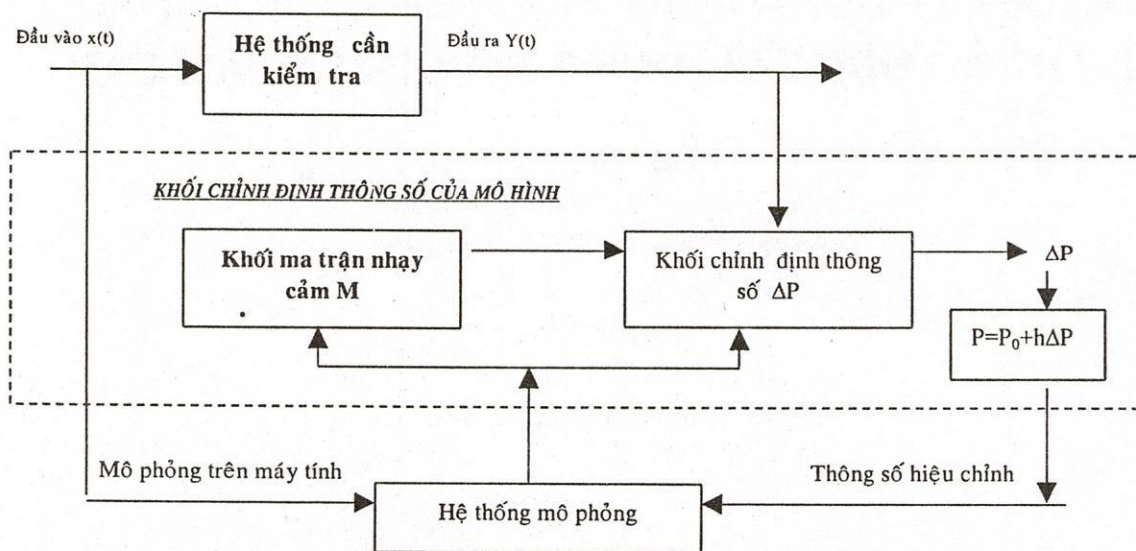 Đầu vào x(t)
Hệ thống cần
kiểm tra
Đầu ra Y(t)
KHỐI CHỈNH ĐỊNH THÔNG SỐ CỦA MÔ HÌNH
Khối ma trận nhạy
cảm M
Khối chỉnh định thông
số ΔP
ΔP
P=P₀+hΔP
Mô phỏng trên máy tính
Thông số hiệu chỉnh
Hệ thống mô phỏng